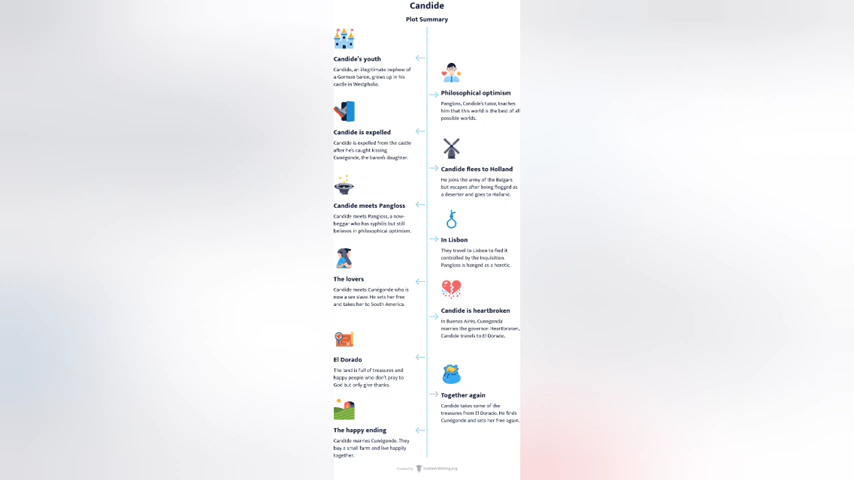 Candide
Plot Summary
Candide's youth
Candide, an illegitimate nephew of
a German baron, grows up in his
castle in Westphalia.
Philosophical optimism
Pangloss, Candide's tutor, teaches
him that this world is the best of all
possible worlds.
Candide is expelled
Candide is expelled from the castle
after he's caught kissing
Cunégonde, the baron's daughter.
Candide flees to Holland
He joins the army of the Bulgars
but escapes after being flogged as
a deserter and goes to Holland.
Candide meets Pangloss
Candide meets Pangloss, a now-
beggar who has syphilis but still
believes in philosophical optimism.
In Lisbon
They travel to Lisbon to find it
controlled by the Inquisition.
Pangloss is hanged as a heretic.
The lovers
Candide meets Cunégonde who is
now a sex slave. He sets her free
and takes her to South America.
Candide is heartbroken
In Buenos Aires, Cunégonde
marries the governor. Heartbroken,
Candide travels to El Dorado.
El Dorado
The land is full of treasures and
happy people who don't pray to
God but only give thanks.
Together again
Candide takes some of the
treasures from El Dorado. He finds
Cunégonde and sets her free again.
The happy ending
Candide marries Cunégonde. They
buy a small farm and live happily
together.
Created by